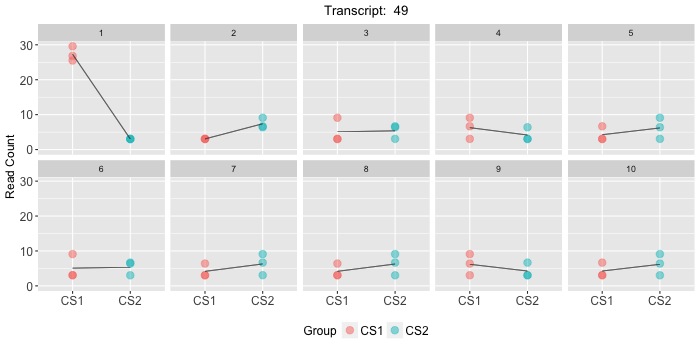 Transcript: 49
1 2 3 4 5
30
20
10
0
Read Count
6 7 8 9 10
30
20
10
0
CS1 CS2 CS1 CS2 CS1 CS2 CS1 CS2 CS1 CS2
Group CS1 CS2